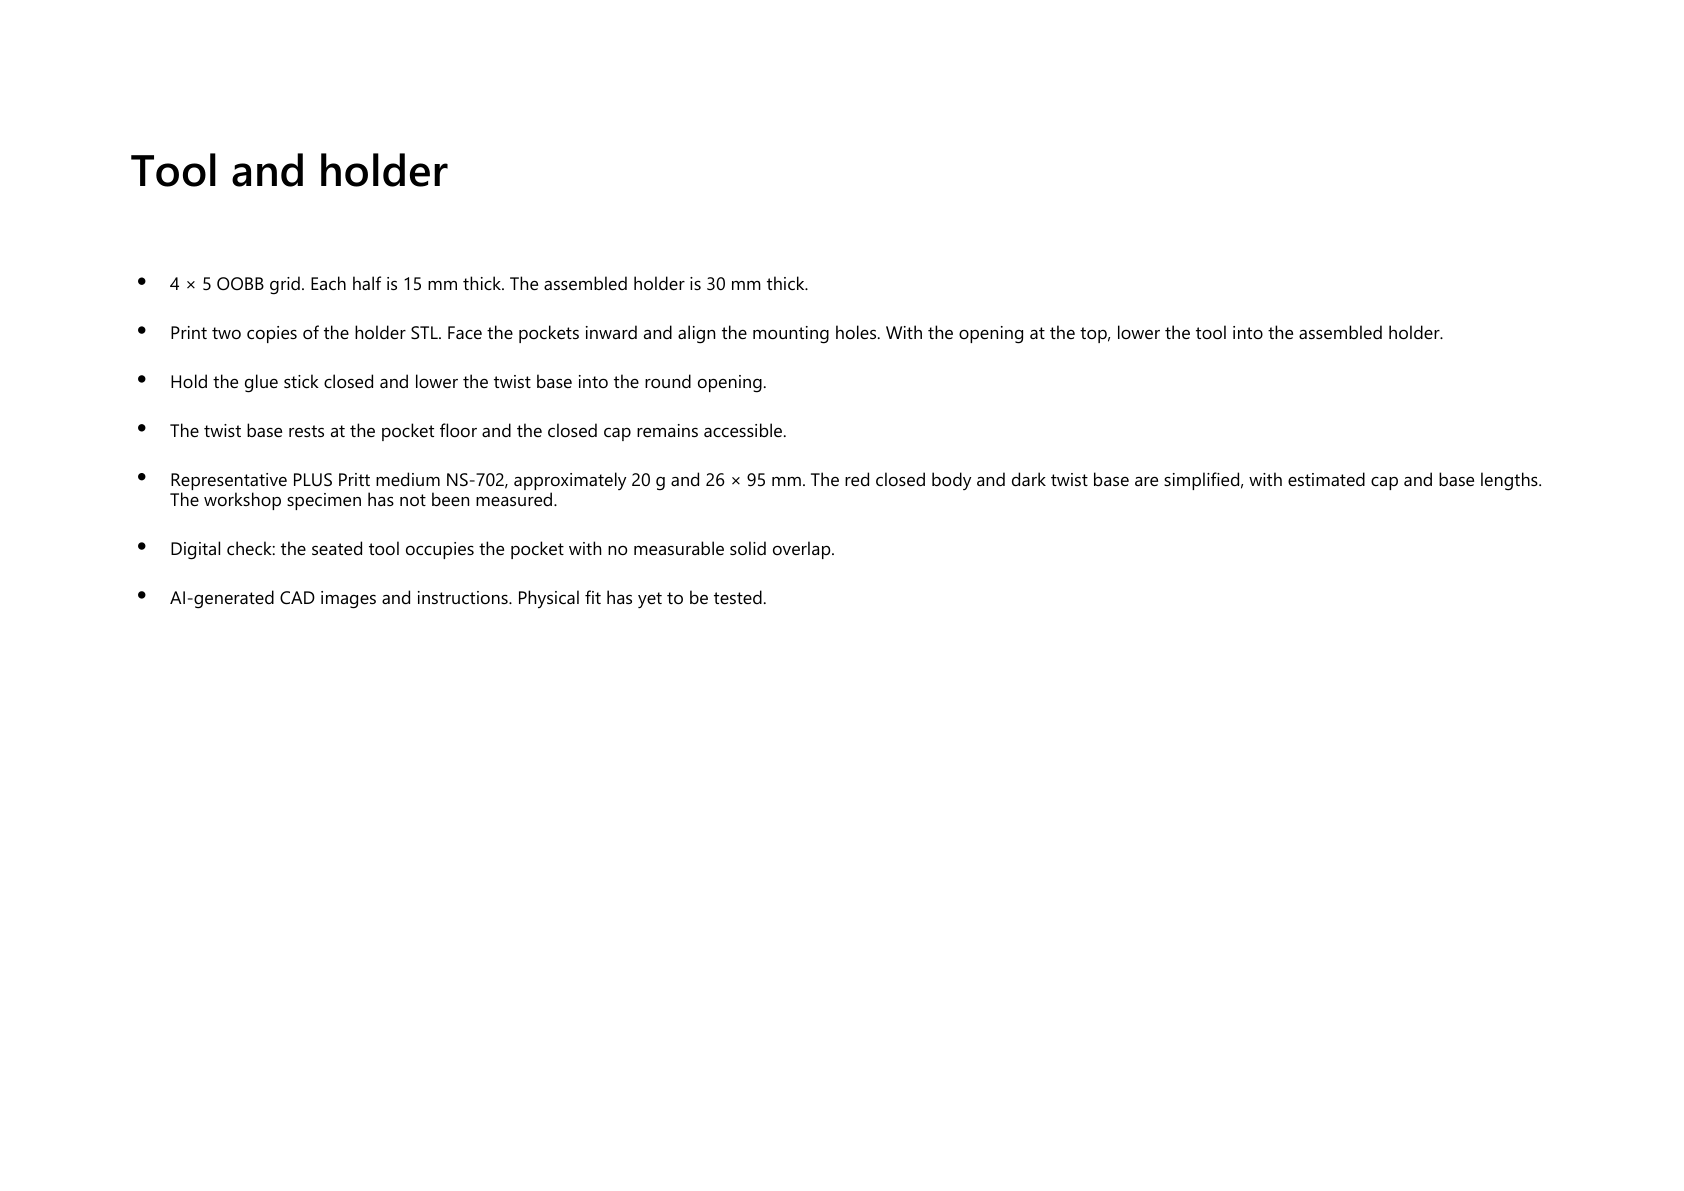 Tool and holder
• 4 × 5 OOBB grid. Each half is 15 mm thick. The assembled holder is 30 mm thick.
• Print two copies of the holder STL. Face the pockets inward and align the mounting holes. With the opening at the top, lower the tool into the assembled holder.
• Hold the glue stick closed and lower the twist base into the round opening.
• The twist base rests at the pocket floor and the closed cap remains accessible.
• Representative PLUS Pritt medium NS-702, approximately 20 g and 26 × 95 mm. The red closed body and dark twist base are simplified, with estimated cap and base lengths.
The workshop specimen has not been measured.
• Digital check: the seated tool occupies the pocket with no measurable solid overlap.
• AI-generated CAD images and instructions. Physical fit has yet to be tested.